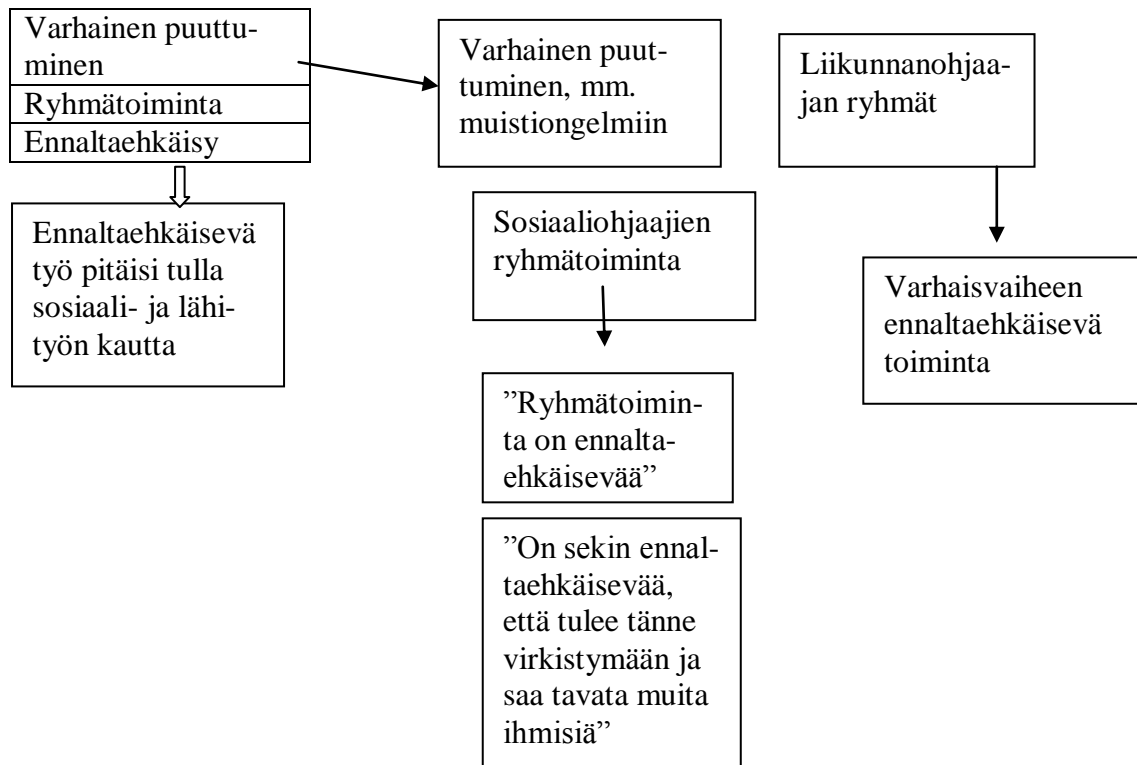 Varhainen puuttu-
minen
Ryhmätoiminta
Ennaltaehkäisy
Ennaltaehkäisevä
työ pitäisi tulla
sosiaali- ja lähi-
työn kautta
Varhainen puut-
tuminen, mm.
muistiongelmiin
Sosiaaliohjaajien
ryhmätoiminta
”Ryhmätoimin-
ta on ennalta-
ehkäisevää”
”On sekin ennal-
taehkäisevää,
että tulee tänne
virkistymään ja
saa tavata muita
ihmisiä”
Liikunnanohjaa-
jan ryhmät
Varhaisvaiheen
ennaltaehkäisevä
toiminta